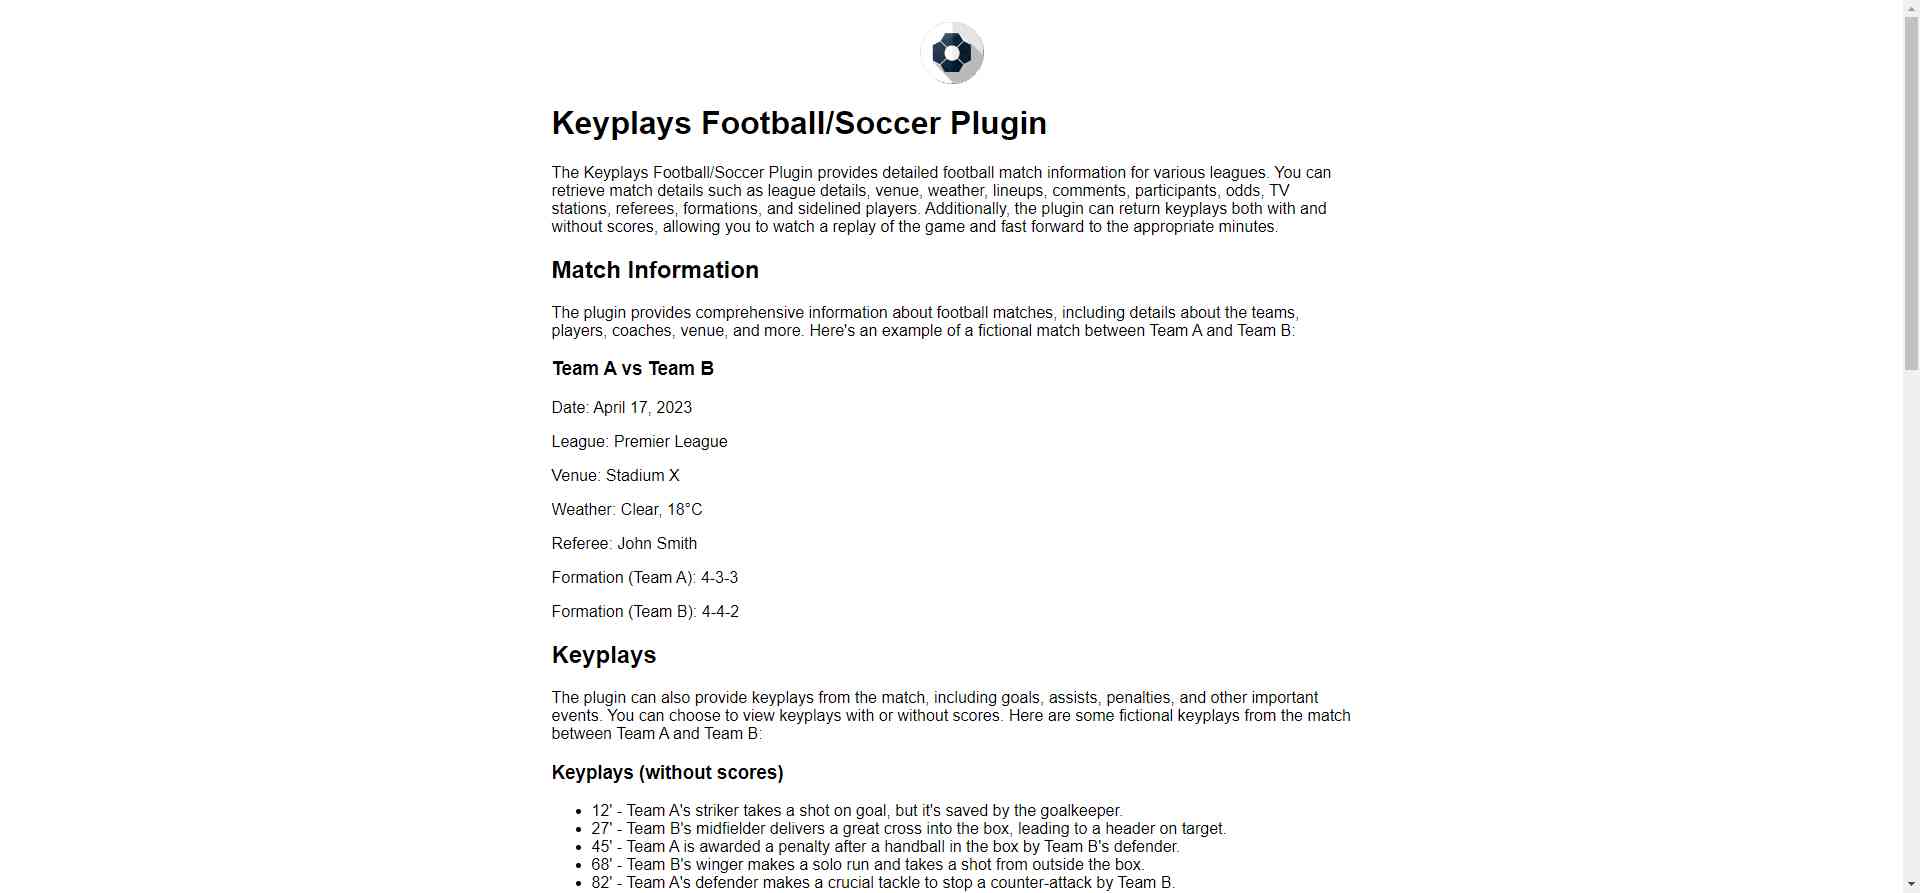 Keyplays Football/Soccer Plugin
The Keyplays Football/Soccer Plugin provides detailed football match information for various leagues. You can
retrieve match details such as league details, venue, weather, lineups, comments, participants, odds, TV
stations, referees, formations, and sidelined players. Additionally, the plugin can return keyplays both with and
without scores, allowing you to watch a replay of the game and fast forward to the appropriate minutes.
Match Information
The plugin provides comprehensive information about football matches, including details about the teams,
players, coaches, venue, and more. Here's an example of a fictional match between Team A and Team B:
Team A vs Team B
Date: April 17, 2023
League: Premier League
Venue: Stadium X
Weather: Clear, 18°C
Referee: John Smith
Formation (Team A): 4-3-3
Formation (Team B): 4-4-2
Keyplays
The plugin can also provide keyplays from the match, including goals, assists, penalties, and other important
events. You can choose to view keyplays with or without scores. Here are some fictional keyplays from the match
between Team A and Team B:
Keyplays (without scores)
• 12' - Team A's striker takes a shot on goal, but it's saved by the goalkeeper.
• 27' - Team B's midfielder delivers a great cross into the box, leading to a header on target.
• 45' - Team A is awarded a penalty after a handball in the box by Team B's defender.
• 68' - Team B's winger makes a solo run and takes a shot from outside the box.
• 82' - Team A's defender makes a crucial tackle to stop a counter-attack by Team B.